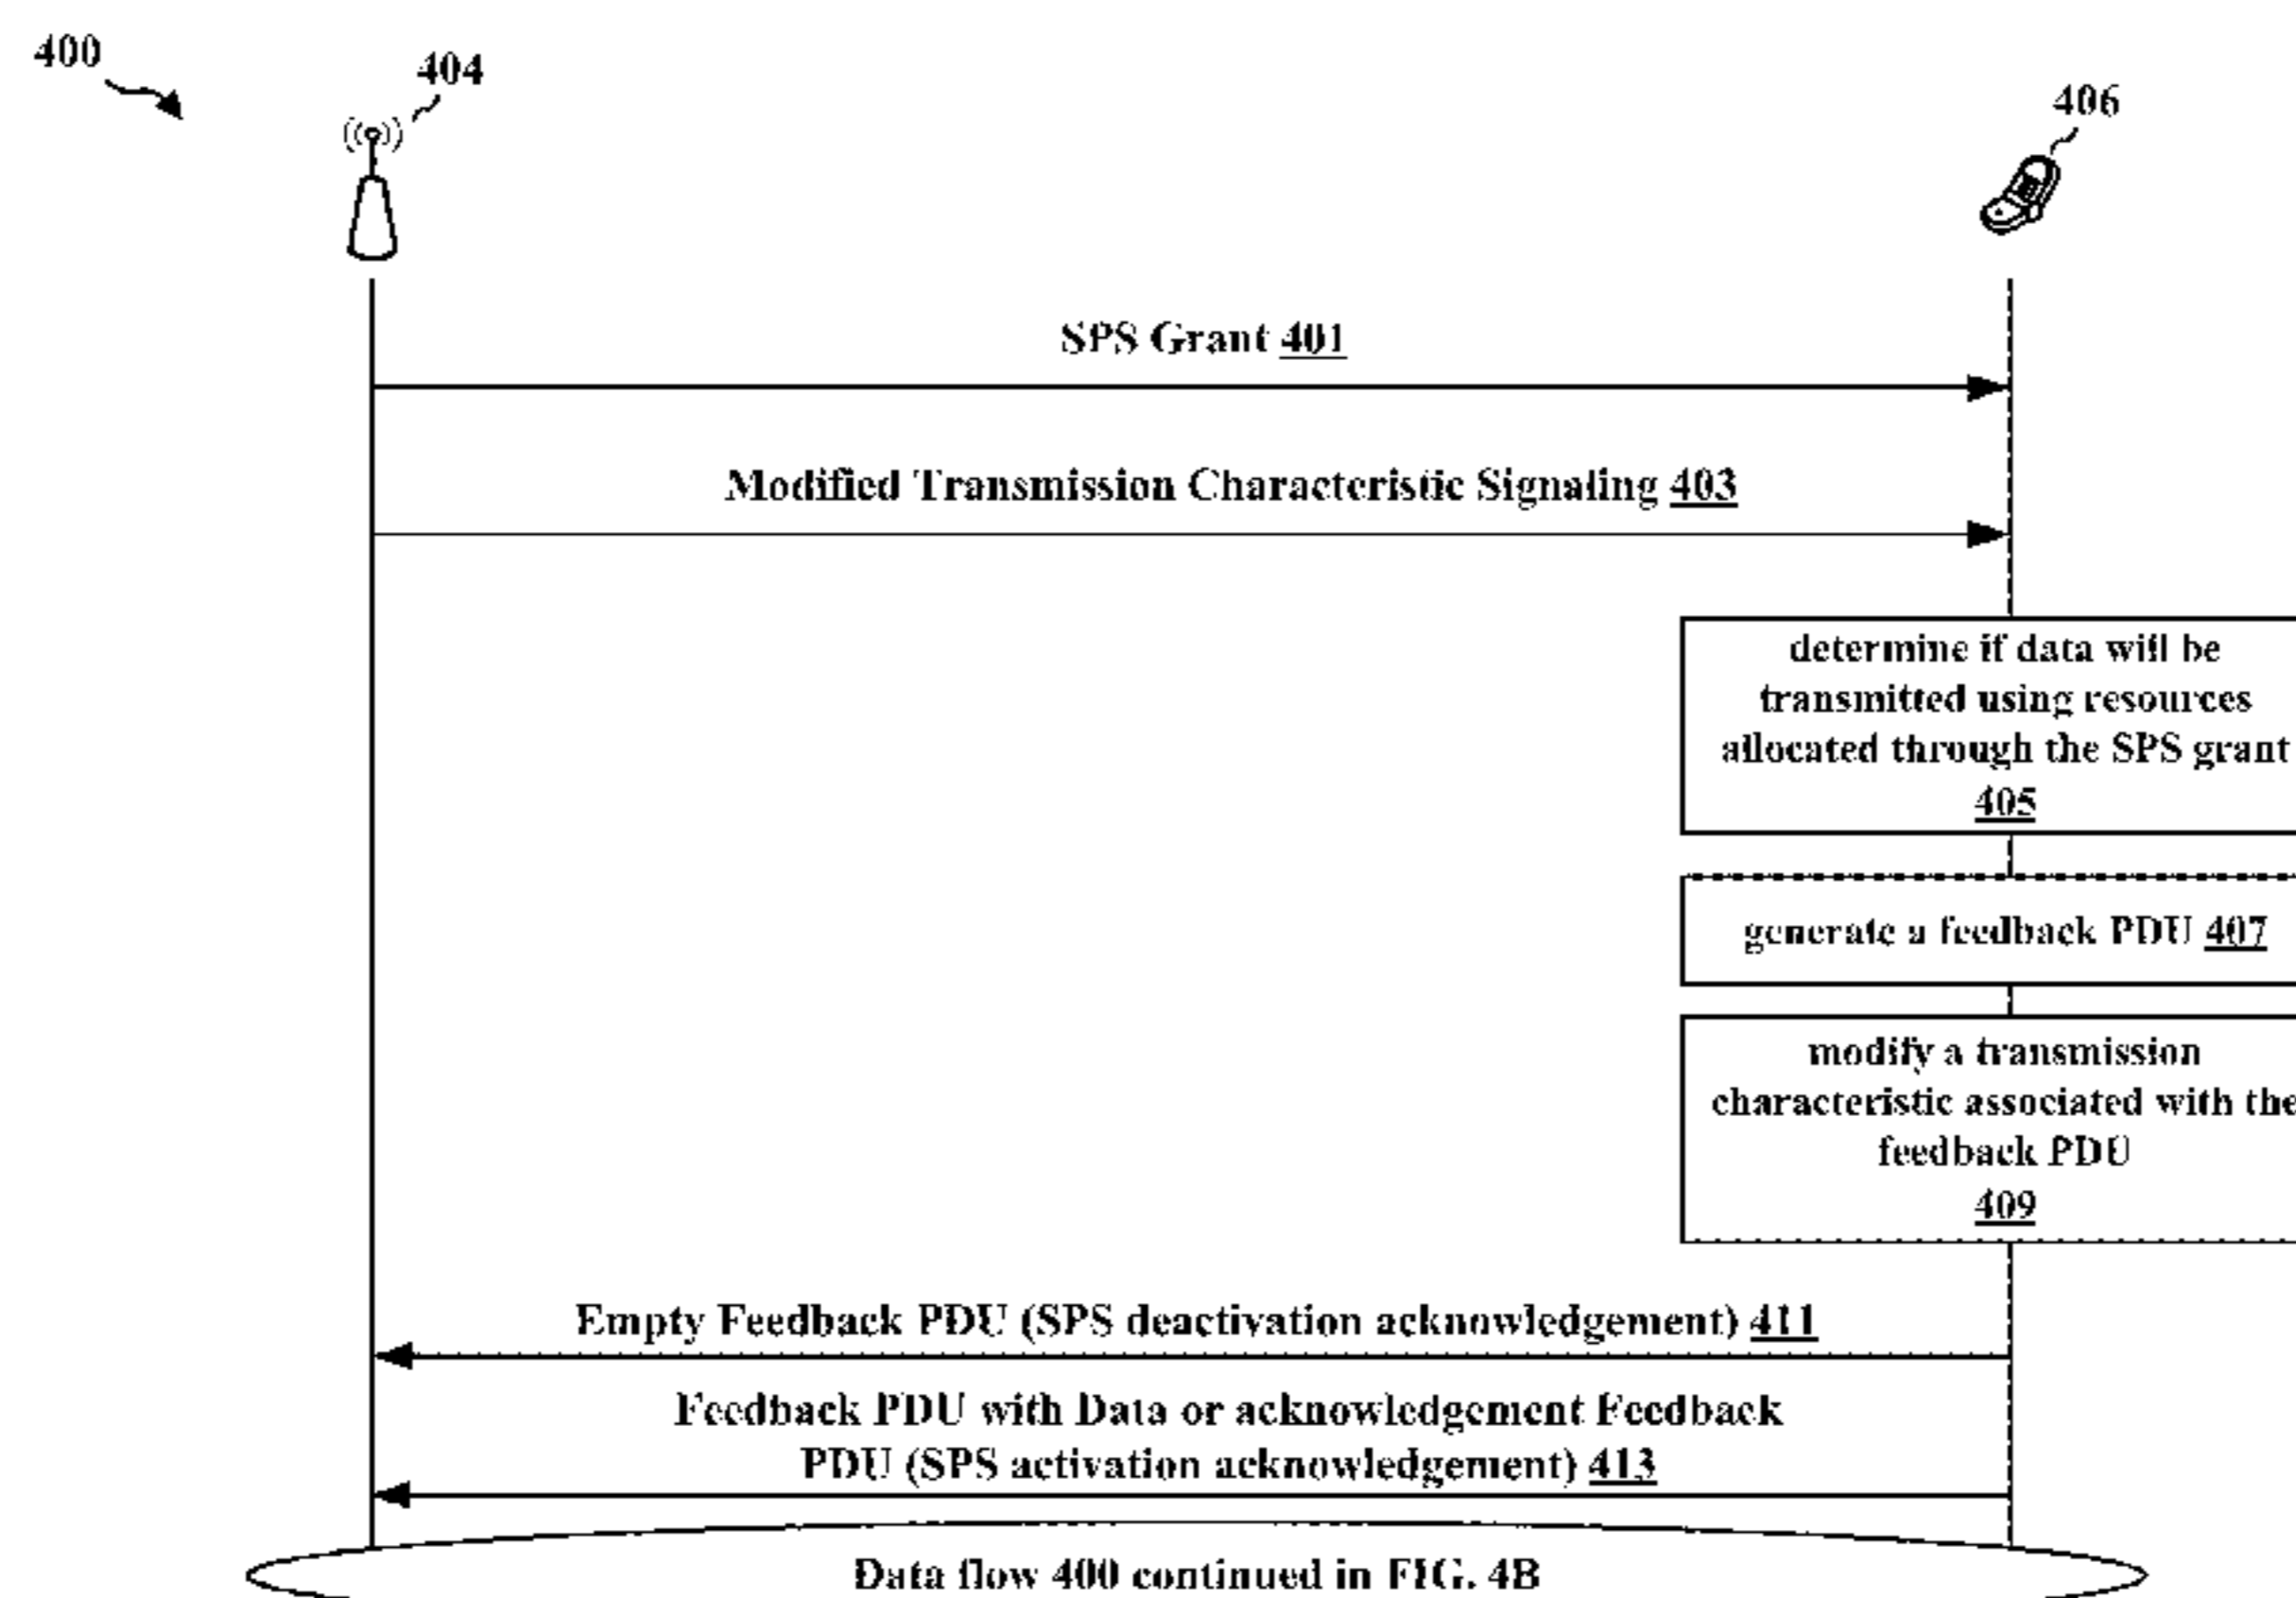 400
404
406
SPS Grant 401
Modified Transmission Characteristic Signaling 403
determine if data will be
transmitted using resources
allocated through the SPS grant
405
generate a feedback PDU 407
modify a transmission
characteristic associated with the
feedback PDU
409
Empty Feedback PDU (SPS deactivation acknowledgement) 411
Feedback PDU with Data or acknowledgement Feedback
PDU (SPS activation acknowledgement) 413
Data flow 400 continued in FIG. 4B